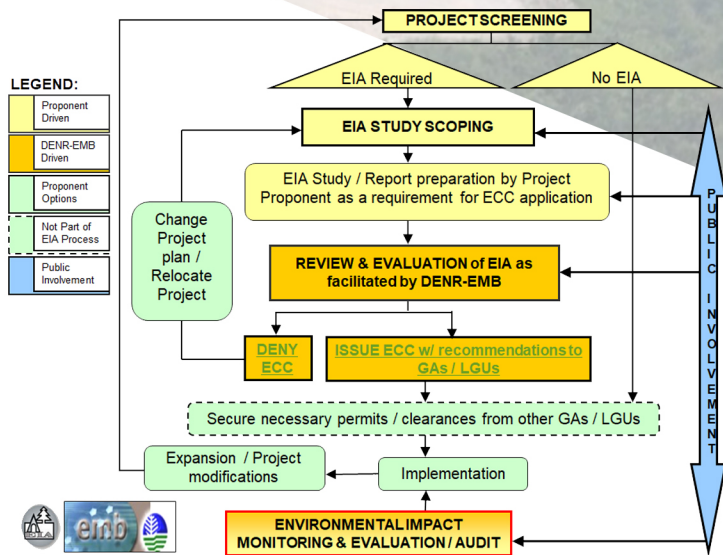 PROJECT SCREENING
EIA Required
No EIA
LEGEND:
Proponent
Driven
DENR-EMB
Driven
Proponent
Options
Not Part of
EIA Process
Public
Involvement
EIA STUDY SCOPING
EIA Study / Report preparation by Project
Proponent as a requirement for ECC application
Change
Project
plan /
Relocate
Project
REVIEW & EVALUATION of EIA as
facilitated by DENR-EMB
DENY
ECC
ISSUE ECC w/ recommendations to
GAs / LGUs
Secure necessary permits / clearances from other GAs / LGUs
Expansion / Project
modifications
Implementation
ENVIRONMENTAL IMPACT
MONITORING & EVALUATION / AUDIT
PUBLIC INVOLVEMENT
EIA
emb